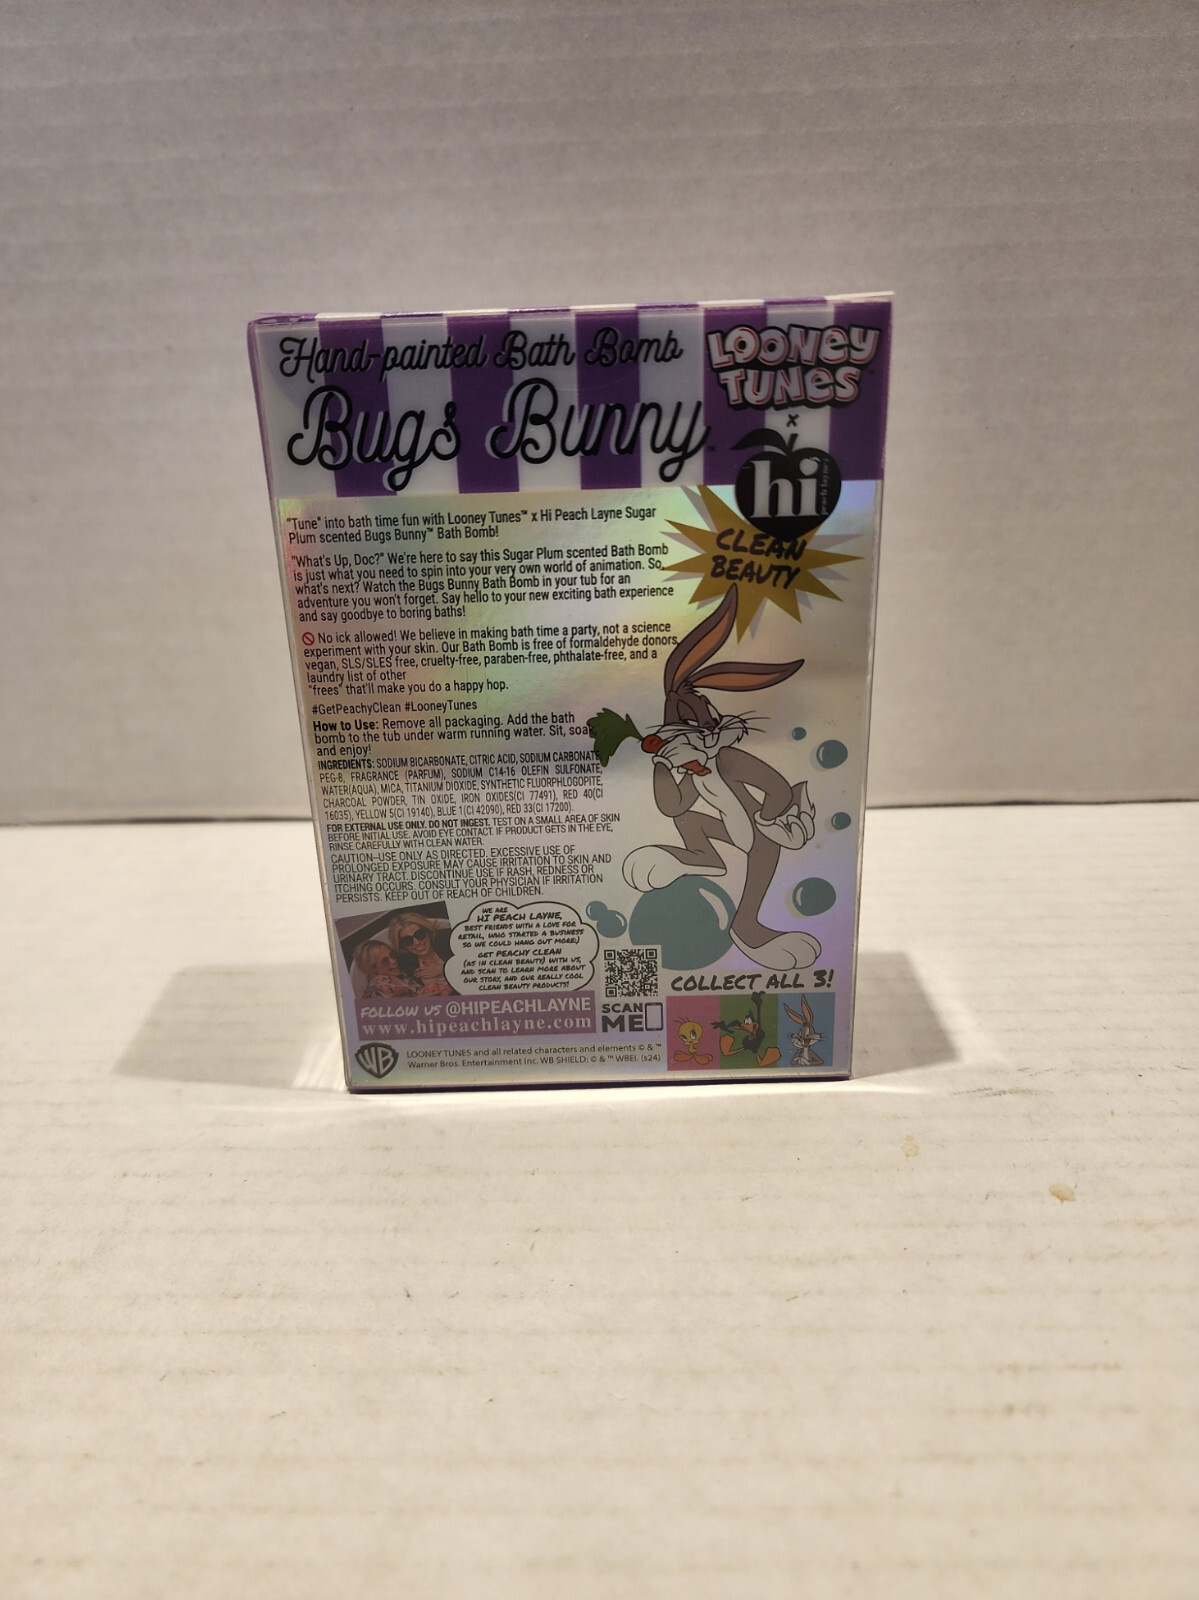 Hand-painted Bath Bomb
Bugs Bunny™
LOONEY
TUNES™
x
hi
peach layne
CLEAN
BEAUTY
"Tune" into bath time fun with Looney Tunes™ x Hi Peach Layne Sugar
Plum scented Bugs Bunny™ Bath Bomb!
"What's Up, Doc?" We're here to say this Sugar Plum scented Bath Bomb
is just what you need to spin into your very own world of animation. So,
what's next? Watch the Bugs Bunny Bath Bomb in your tub for an
adventure you won't forget. Say hello to your new exciting bath experience
and say goodbye to boring baths!
No ick allowed! We believe in making bath time a party, not a science
experiment with your skin. Our Bath Bomb is free of formaldehyde donors,
vegan, SLS/SLES free, cruelty-free, paraben-free, phthalate-free, and a
laundry list of other
"frees" that'll make you do a happy hop.
#GetPeachyClean #LooneyTunes
How to Use: Remove all packaging. Add the bath
bomb to the tub under warm running water. Sit, soak
and enjoy!
INGREDIENTS: SODIUM BICARBONATE, CITRIC ACID, SODIUM CARBONATE,
PEG-8, FRAGRANCE (PARFUM), SODIUM C14-16 OLEFIN SULFONATE,
WATER(AQUA), MICA, TITANIUM DIOXIDE, SYNTHETIC FLUORPHLOGOPITE,
CHARCOAL POWDER, TIN OXIDE, IRON OXIDES(CI 77491), RED 40(CI
16035), YELLOW 5(CI 19140), BLUE 1(CI 42090), RED 33(CI 17200).
FOR EXTERNAL USE ONLY. DO NOT INGEST. TEST ON A SMALL AREA OF SKIN
BEFORE INITIAL USE. AVOID EYE CONTACT. IF PRODUCT GETS IN THE EYE,
RINSE CAREFULLY WITH CLEAN WATER.
CAUTION–USE ONLY AS DIRECTED. EXCESSIVE USE OF
PROLONGED EXPOSURE MAY CAUSE IRRITATION TO SKIN AND
URINARY TRACT. DISCONTINUE USE IF RASH, REDNESS OR
ITCHING OCCURS. CONSULT YOUR PHYSICIAN IF IRRITATION
PERSISTS. KEEP OUT OF REACH OF CHILDREN.
WE ARE
HI PEACH LAYNE,
BEST FRIENDS WITH A LOVE FOR
RETAIL, WHO STARTED A BUSINESS
SO WE COULD HANG OUT MORE;)
GET PEACHY CLEAN
(AS IN CLEAN BEAUTY) WITH US,
AND SCAN TO LEARN MORE ABOUT
OUR STORY, AND OUR REALLY COOL
CLEAN BEAUTY PRODUCTS!
FOLLOW US @HIPEACHLAYNE
www.hipeachlayne.com
SCAN
ME
COLLECT ALL 3!
WB
LOONEY TUNES and all related characters and elements © & ™
Warner Bros. Entertainment Inc. WB SHIELD: © & ™ WBEI. (s24)